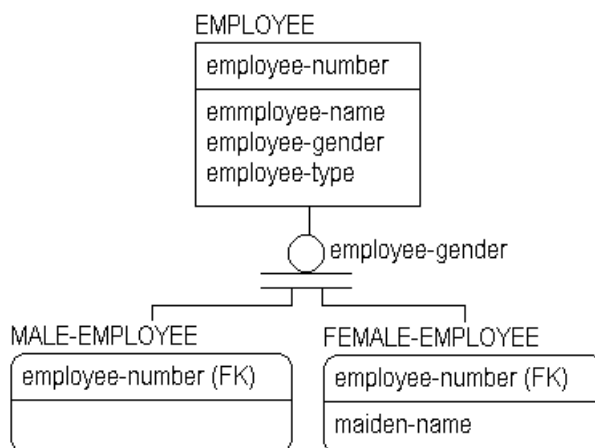 EMPLOYEE
employee-number
emmployee-name
employee-gender
employee-type
employee-gender
MALE-EMPLOYEE
employee-number (FK)
FEMALE-EMPLOYEE
employee-number (FK)
maiden-name